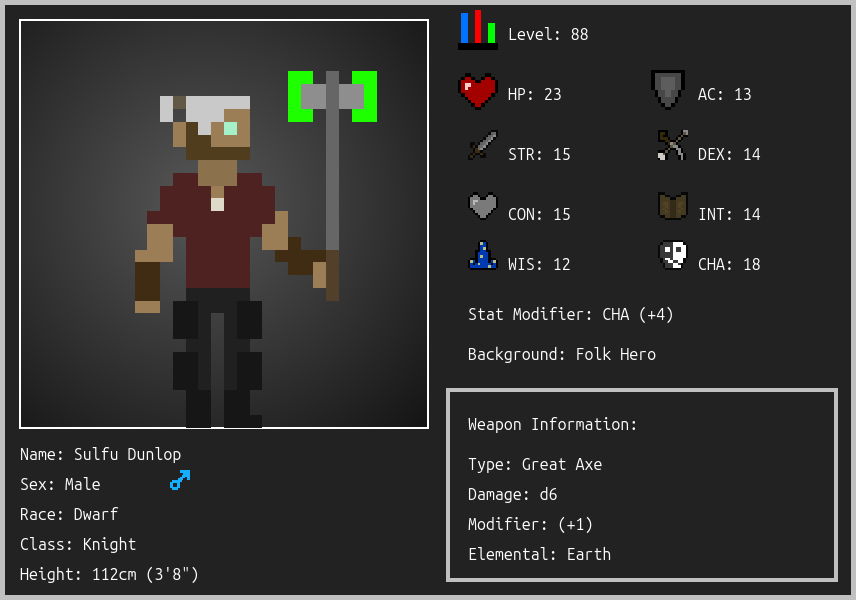 Level: 88
HP: 23
AC: 13
STR: 15
DEX: 14
CON: 15
INT: 14
WIS: 12
CHA: 18
Stat Modifier: CHA (+4)
Background: Folk Hero
Weapon Information:
Type: Great Axe
Damage: d6
Modifier: (+1)
Elemental: Earth
Name: Sulfu Dunlop
Sex: Male
Race: Dwarf
Class: Knight
Height: 112cm (3'8")